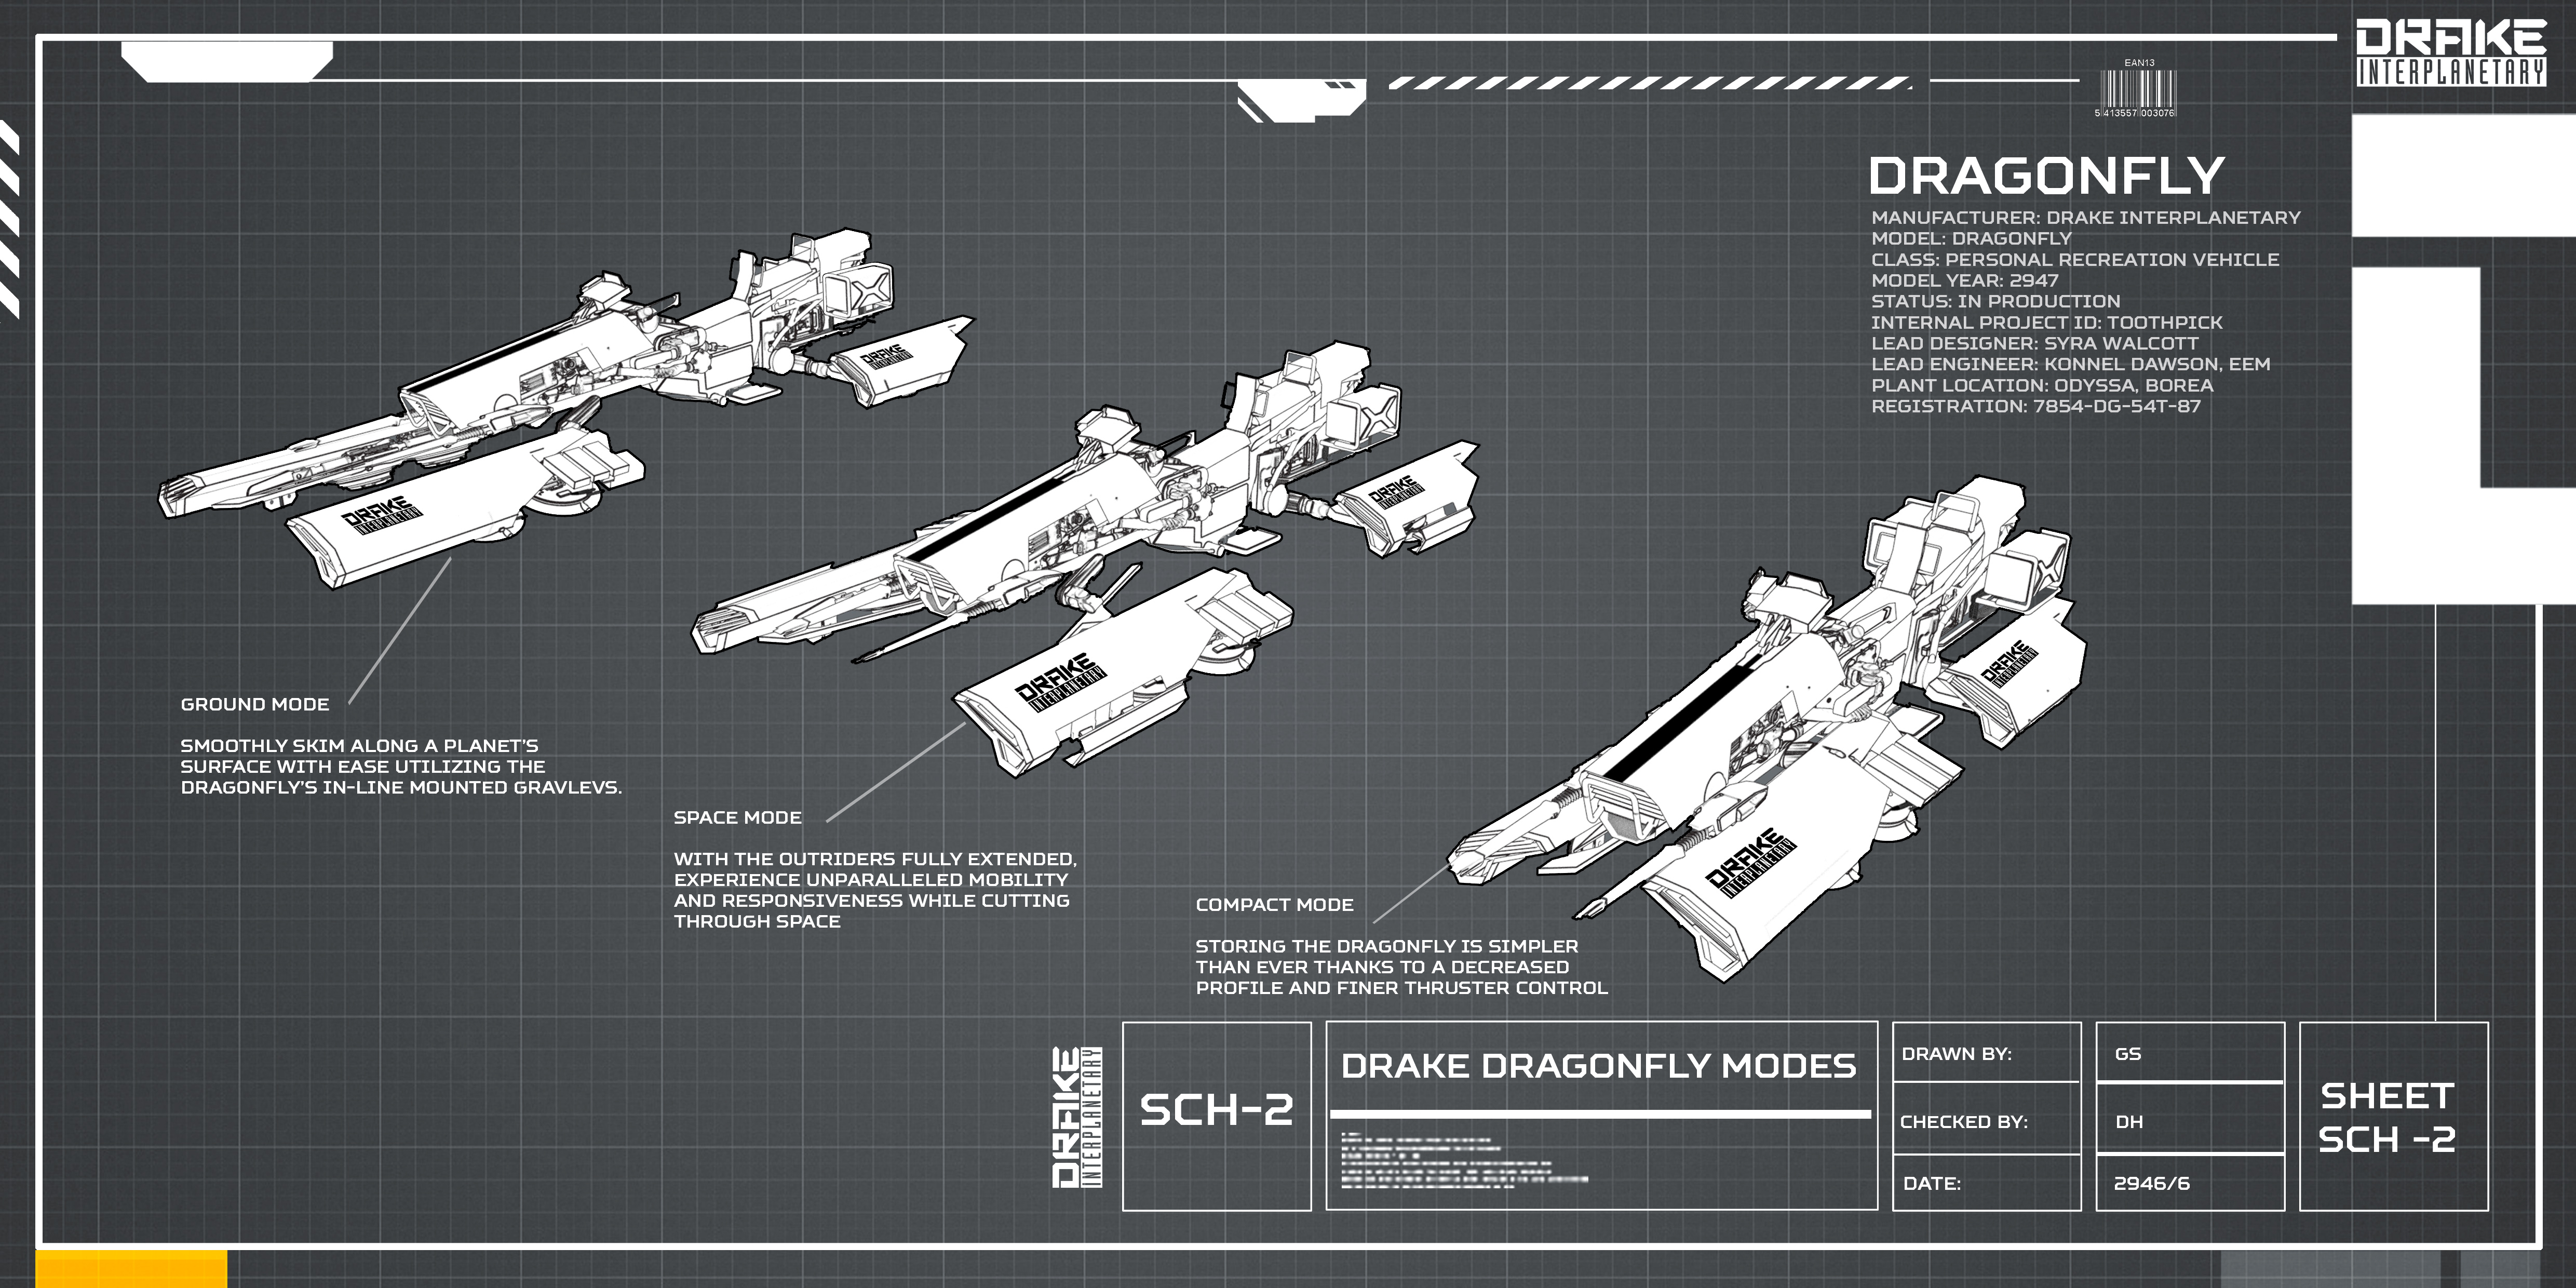 DRAKE
INTERPLANETARY
EAN13
5 413557 003076
DRAGONFLY
MANUFACTURER: DRAKE INTERPLANETARY
MODEL: DRAGONFLY
CLASS: PERSONAL RECREATION VEHICLE
MODEL YEAR: 2947
STATUS: IN PRODUCTION
INTERNAL PROJECT ID: TOOTHPICK
LEAD DESIGNER: SYRA WALCOTT
LEAD ENGINEER: KONNEL DAWSON, EEM
PLANT LOCATION: ODYSSA, BOREA
REGISTRATION: 7854-DG-54T-87
DRAKE
INTERPLANETARY
DRAKE
INTERPLANETARY
DRAKE
INTERPLANETARY
DRAKE
INTERPLANETARY
DRAKE
INTERPLANETARY
DRAKE
INTERPLANETARY
GROUND MODE
SMOOTHLY SKIM ALONG A PLANET'S
SURFACE WITH EASE UTILIZING THE
DRAGONFLY'S IN-LINE MOUNTED GRAVLEVS.
SPACE MODE
WITH THE OUTRIDERS FULLY EXTENDED,
EXPERIENCE UNPARALLELED MOBILITY
AND RESPONSIVENESS WHILE CUTTING
THROUGH SPACE
COMPACT MODE
STORING THE DRAGONFLY IS SIMPLER
THAN EVER THANKS TO A DECREASED
PROFILE AND FINER THRUSTER CONTROL
DRAKE
INTERPLANETARY
SCH-2
DRAKE DRAGONFLY MODES
DRAWN BY: GS
CHECKED BY: DH
DATE: 2946/6
SHEET
SCH -2